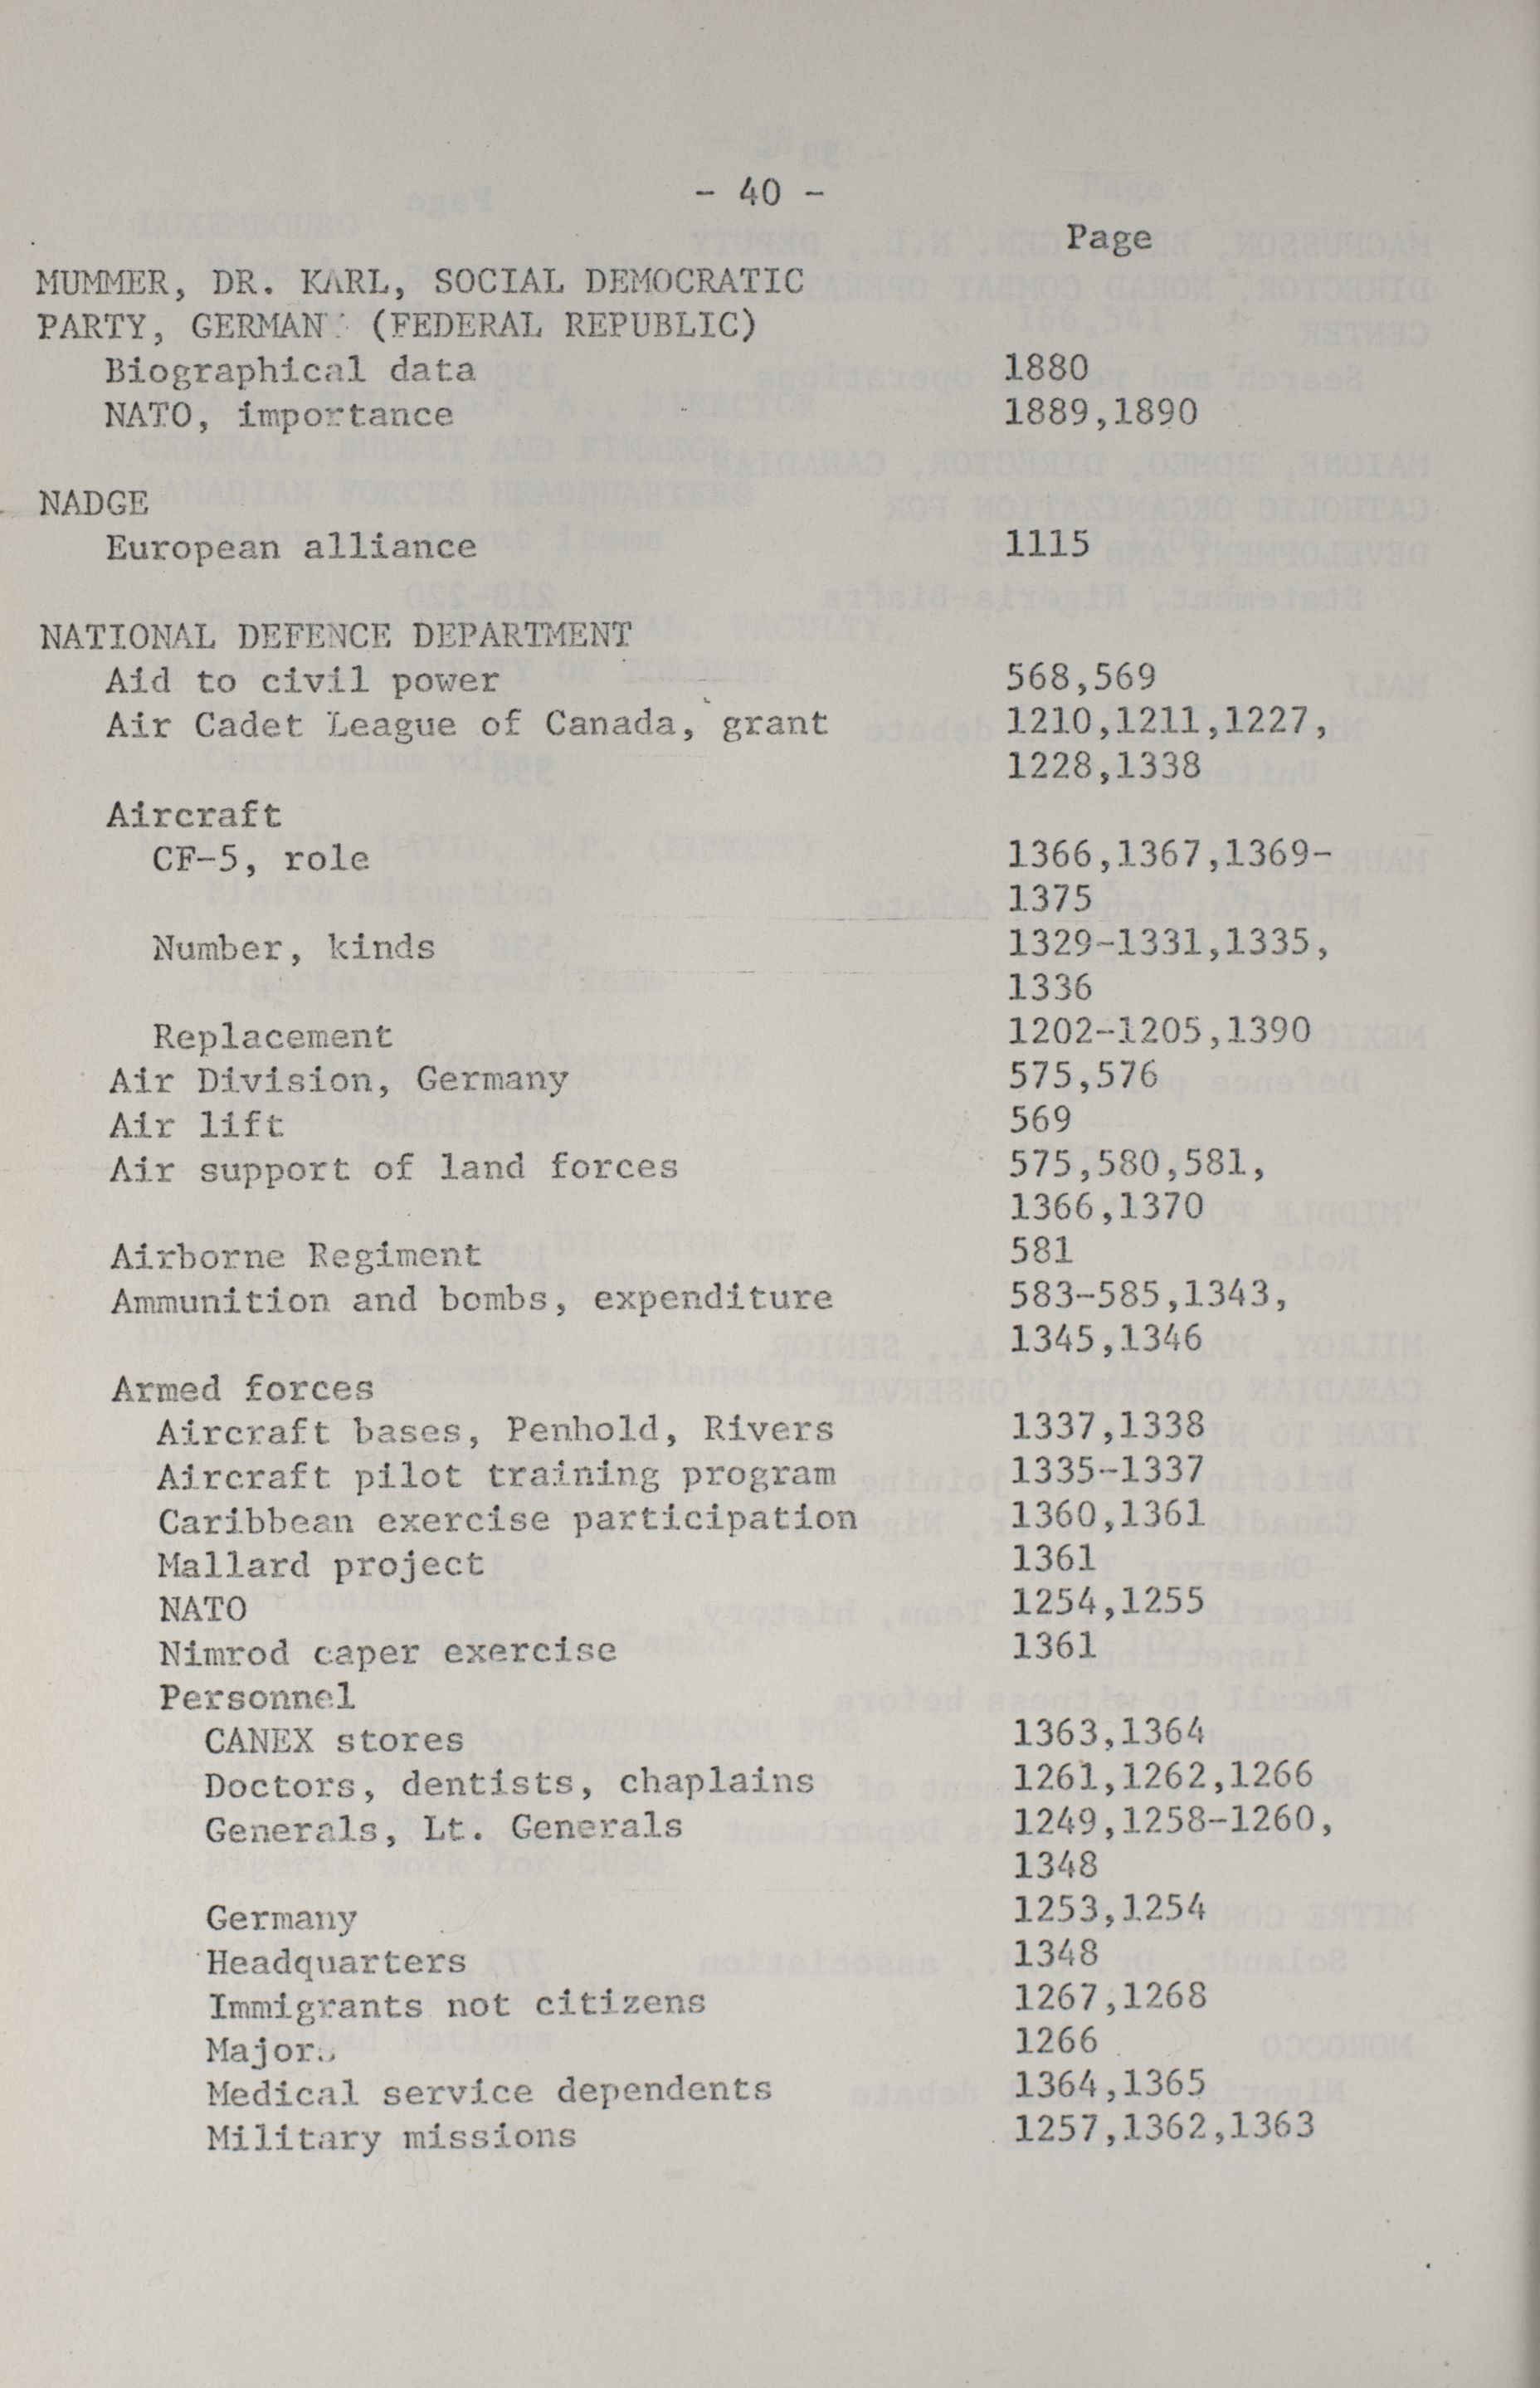 - 40 -
Page
MUMMER, DR. KARL, SOCIAL DEMOCRATIC
PARTY, GERMANY (FEDERAL REPUBLIC)
Biographical data 1880
NATO, importance 1889,1890
NADGE
European alliance 1115
NATIONAL DEFENCE DEPARTMENT
Aid to civil power 568,569
Air Cadet League of Canada, grant 1210,1211,1227,
1228,1338
Aircraft
CF-5, role 1366,1367,1369-
1375
Number, kinds 1329-1331,1335,
1336
Replacement 1202-1205,1390
Air Division, Germany 575,576
Air lift 569
Air support of land forces 575,580,581,
1366,1370
Airborne Regiment 581
Ammunition and bombs, expenditure 583-585,1343,
1345,1346
Armed forces
Aircraft bases, Penhold, Rivers 1337,1338
Aircraft pilot training program 1335-1337
Caribbean exercise participation 1360,1361
Mallard project 1361
NATO 1254,1255
Nimrod caper exercise 1361
Personnel
CANEX stores 1363,1364
Doctors, dentists, chaplains 1261,1262,1266
Generals, Lt. Generals 1249,1258-1260,
1348
Germany 1253,1254
Headquarters 1348
Immigrants not citizens 1267,1268
Majors 1266
Medical service dependents 1364,1365
Military missions 1257,1362,1363